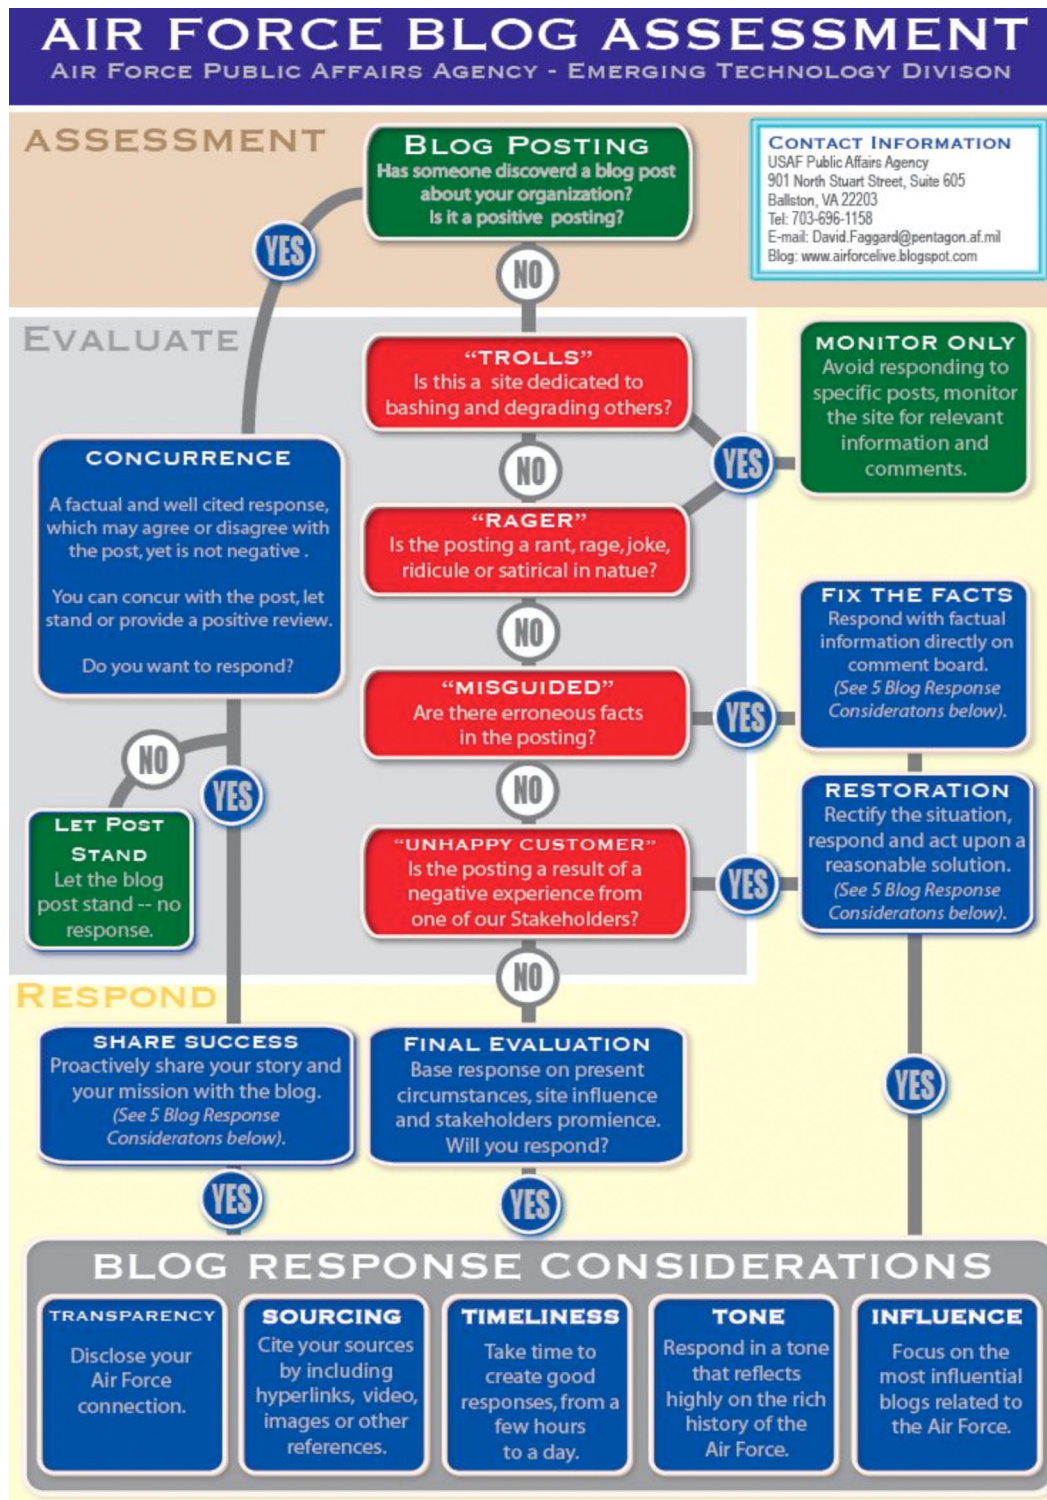 AIR FORCE BLOG ASSESSMENT
AIR FORCE PUBLIC AFFAIRS AGENCY - EMERGING TECHNOLOGY DIVISON
ASSESSMENT
BLOG POSTING
Has someone discoverd a blog post
about your organization?
Is it a positive posting?
CONTACT INFORMATION
USAF Public Affairs Agency
901 North Stuart Street, Suite 605
Ballston, VA 22203
Tel: 703-696-1158
E-mail: David.Faggard@pentagon.af.mil
Blog: www.airforcelive.blogspot.com
YES
NO
EVALUATE
"TROLLS"
Is this a site dedicated to
bashing and degrading others?
MONITOR ONLY
Avoid responding to
specific posts, monitor
the site for relevant
information and
comments.
YES
NO
CONCURRENCE
A factual and well cited response,
which may agree or disagree with
the post, yet is not negative .
You can concur with the post, let
stand or provide a positive review.
Do you want to respond?
"RAGER"
Is the posting a rant, rage, joke,
ridicule or satirical in natue?
NO
FIX THE FACTS
Respond with factual
information directly on
comment board.
(See 5 Blog Response
Consideratons below).
"MISGUIDED"
Are there erroneous facts
in the posting?
YES
NO
YES
NO
LET POST
STAND
Let the blog
post stand -- no
response.
RESTORATION
Rectify the situation,
respond and act upon a
reasonable solution.
(See 5 Blog Response
Consideratons below).
"UNHAPPY CUSTOMER"
Is the posting a result of a
negative experience from
one of our Stakeholders?
YES
NO
RESPOND
SHARE SUCCESS
Proactively share your story and
your mission with the blog.
(See 5 Blog Response
Consideratons below).
FINAL EVALUATION
Base response on present
circumstances, site influence
and stakeholders promience.
Will you respond?
YES
YES
YES
BLOG RESPONSE CONSIDERATIONS
TRANSPARENCY
Disclose your
Air Force
connection.
SOURCING
Cite your sources
by including
hyperlinks, video,
images or other
references.
TIMELINESS
Take time to
create good
responses, from a
few hours
to a day.
TONE
Respond in a tone
that reflects
highly on the rich
history of the
Air Force.
INFLUENCE
Focus on the
most influential
blogs related to
the Air Force.